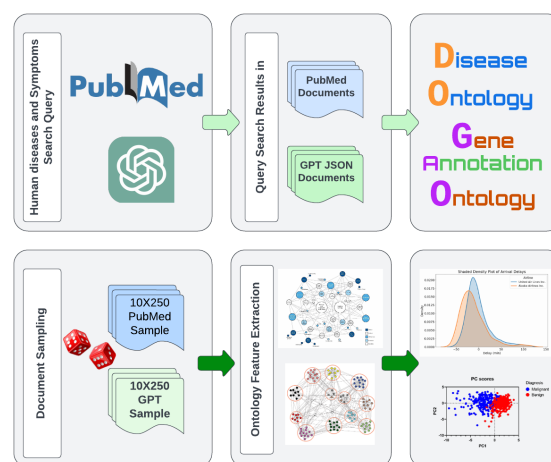 Human diseases and Symptoms
Search Query
PubMed
Query Search Results in
PubMed
Documents
GPT JSON
Documents
Disease
Ontology
Gene
Annotation
Ontology
Document Sampling
10X250
PubMed
Sample
10X250
GPT
Sample
Ontology Feature Extraction
Shaded Density Plot of Arrival Delays
PC scores
Diagnosis
Malignant
Benign
PC2
PC1